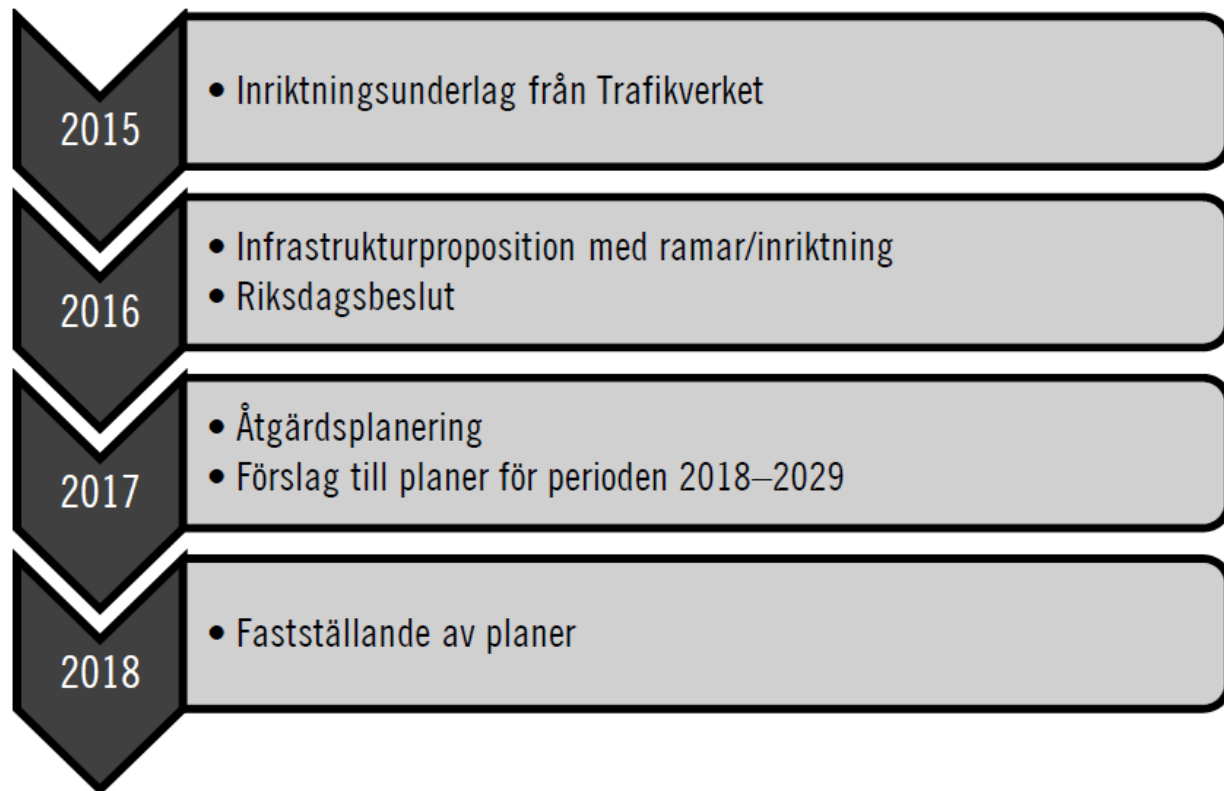 2015
• Inriktningsunderlag från Trafikverket
2016
• Infrastrukturproposition med ramar/inriktning
• Riksdagsbeslut
2017
• Åtgärdsplanering
• Förslag till planer för perioden 2018–2029
2018
• Fastställande av planer